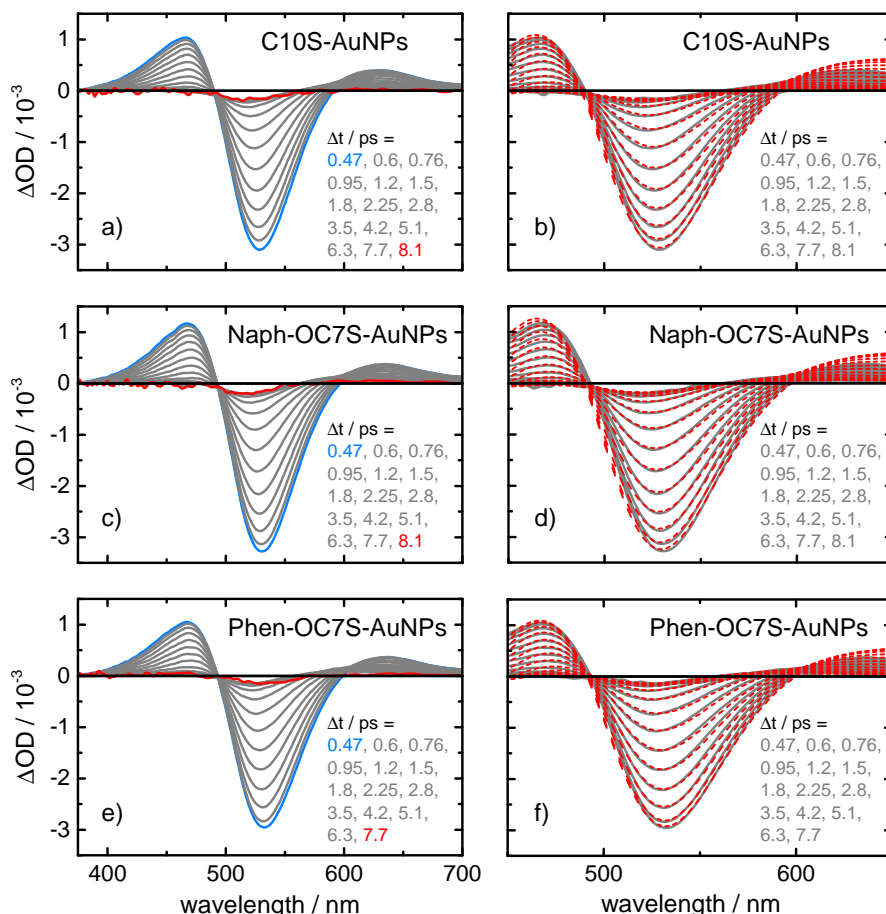 C10S-AuNPs
1
0
-1
-2
-3
ΔOD / 10⁻³
Δt / ps =
0.47, 0.6, 0.76,
0.95, 1.2, 1.5,
1.8, 2.25, 2.8,
3.5, 4.2, 5.1,
6.3, 7.7, 8.1
a)
C10S-AuNPs
Δt / ps =
0.47, 0.6, 0.76,
0.95, 1.2, 1.5,
1.8, 2.25, 2.8,
3.5, 4.2, 5.1,
6.3, 7.7, 8.1
b)
Naph-OC7S-AuNPs
1
0
-1
-2
-3
ΔOD / 10⁻³
Δt / ps =
0.47, 0.6, 0.76,
0.95, 1.2, 1.5,
1.8, 2.25, 2.8,
3.5, 4.2, 5.1,
6.3, 7.7, 8.1
c)
Naph-OC7S-AuNPs
Δt / ps =
0.47, 0.6, 0.76,
0.95, 1.2, 1.5,
1.8, 2.25, 2.8,
3.5, 4.2, 5.1,
6.3, 7.7, 8.1
d)
Phen-OC7S-AuNPs
1
0
-1
-2
-3
ΔOD / 10⁻³
Δt / ps =
0.47, 0.6, 0.76,
0.95, 1.2, 1.5,
1.8, 2.25, 2.8,
3.5, 4.2, 5.1,
6.3, 7.7
e)
400 500 600 700
wavelength / nm
Phen-OC7S-AuNPs
Δt / ps =
0.47, 0.6, 0.76,
0.95, 1.2, 1.5,
1.8, 2.25, 2.8,
3.5, 4.2, 5.1,
6.3, 7.7
f)
500 600
wavelength / nm